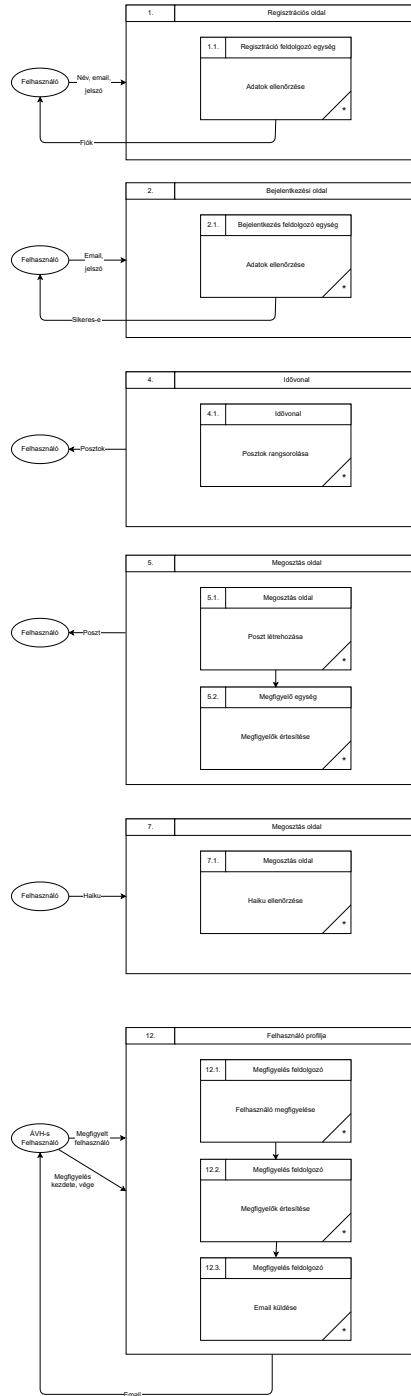 1. Regisztrációs oldal
1.1. Regisztráció feldolgozó egység
Felhasználó
Név, email,
jelszó
Adatok ellenőrzése
*
Fiók
2. Bejelentkezési oldal
2.1. Bejelentkezés feldolgozó egység
Felhasználó
Email,
jelszó
Adatok ellenőrzése
*
Sikeres-e
4. Idővonal
4.1. Idővonal
Felhasználó
Posztok
Posztok rangsorolása
*
5. Megosztás oldal
5.1. Megosztás oldal
Felhasználó
Poszt
Poszt létrehozása
*
5.2. Megfigyelő egység
Megfigyelők értesítése
*
7. Megosztás oldal
7.1. Megosztás oldal
Felhasználó
Haiku
Haiku ellenőrzése
*
12. Felhasználó profilja
12.1. Megfigyelés feldolgozó
ÁVH-s
Felhasználó
Megfigyelt
felhasználó
Felhasználó megfigyelése
*
Megfigyelés
kezdete, vége
12.2. Megfigyelés feldolgozó
Megfigyelők értesítése
*
12.3. Megfigyelés feldolgozó
Email küldése
*
Email